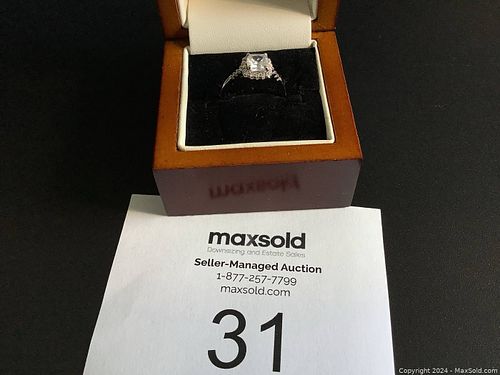 maxsold
maxsold
Downsizing and Estate Sales
Seller-Managed Auction
1-877-257-7799
maxsold.com
31
Copyright 2024 - MaxSold.com